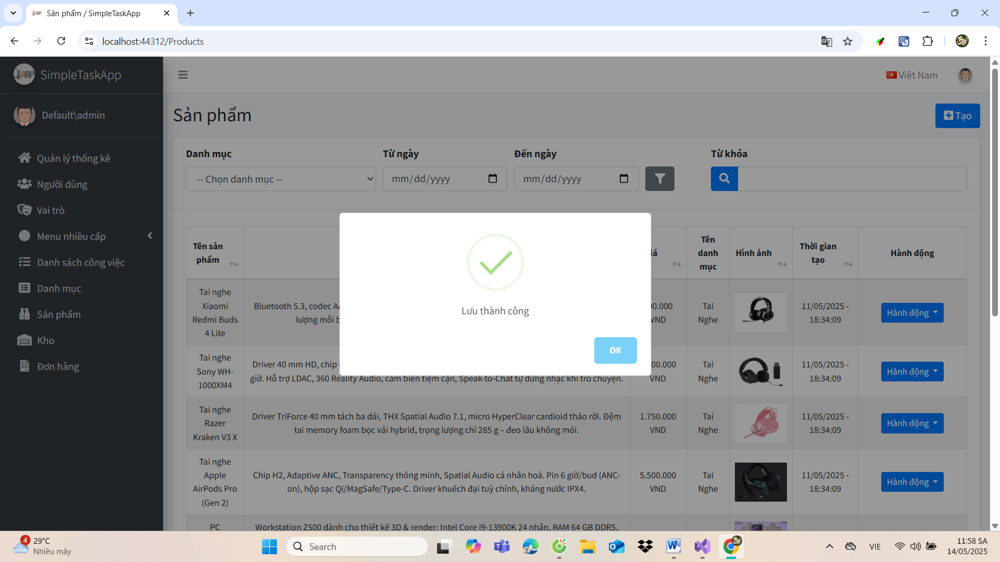 Sản phẩm / SimpleTaskApp
localhost:44312/Products
ABP SimpleTaskApp
Việt Nam
Default\admin
Sản phẩm
Tạo
Quản lý thống kê
Người dùng
Vai trò
Menu nhiều cấp
Danh sách công việc
Danh mục
Sản phẩm
Kho
Đơn hàng
Danh mục
Từ ngày
Đến ngày
Từ khóa
-- Chọn danh mục --
mm/dd/yyyy
mm/dd/yyyy
Tên sản
phẩm
Tên
danh
mục
Hình ảnh
Thời gian
tạo
Hành động
Tai nghe
Xiaomi
Redmi Buds
4 Lite
Bluetooth 5.3, codec
lượng mỗi
00.000
VND
Tai
Nghe
11/05/2025 -
18:34:09
Hành động
Tai nghe
Sony WH-
1000XM4
Driver 40 mm HD, chip
giờ. Hỗ trợ LDAC, 360 Reality Audio, cảm biến tiệm cận, Speak-to-Chat tự dừng nhạc khi trò chuyện.
00.000
VND
Tai
Nghe
11/05/2025 -
18:34:09
Hành động
Tai nghe
Razer
Kraken V3 X
Driver TriForce 40 mm tách ba dải, THX Spatial Audio 7.1, micro HyperClear cardioid tháo rời. Đệm
tai memory foam bọc vải hybrid, trọng lượng chỉ 285 g – đeo lâu không mỏi.
1.750.000
VND
Tai
Nghe
11/05/2025 -
18:34:09
Hành động
Tai nghe
Apple
AirPods Pro
(Gen 2)
Chip H2, Adaptive ANC, Transparency thông minh, Spatial Audio cá nhân hoá. Pin 6 giờ/bud (ANC-
on), hộp sạc Qi/MagSafe/Type-C. Driver khuếch đại tuỳ chỉnh, kháng nước IPX4.
5.500.000
VND
Tai
Nghe
11/05/2025 -
18:34:09
Hành động
PC
Workstation Z500 dành cho thiết kế 3D & render: Intel Core i9-13900K 24 nhân, RAM 64 GB DDR5,
Lưu thành công
OK
4
29°C
Nhiều mây
Search
VIE
11:58 SA
14/05/2025